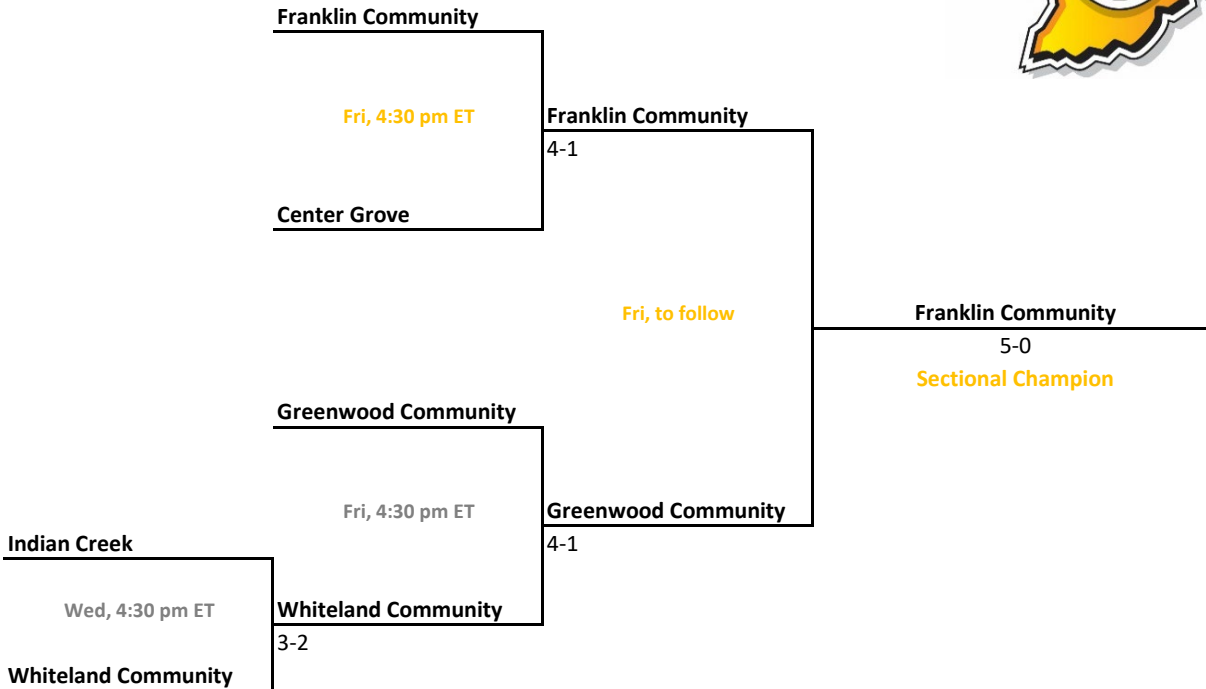 Franklin Community
Fri, 4:30 pm ET
Franklin Community
4-1
Center Grove
Fri, to follow
Franklin Community
5-0
Sectional Champion
Greenwood Community
Fri, 4:30 pm ET
Greenwood Community
4-1
Indian Creek
Wed, 4:30 pm ET
Whiteland Community
3-2
Whiteland Community